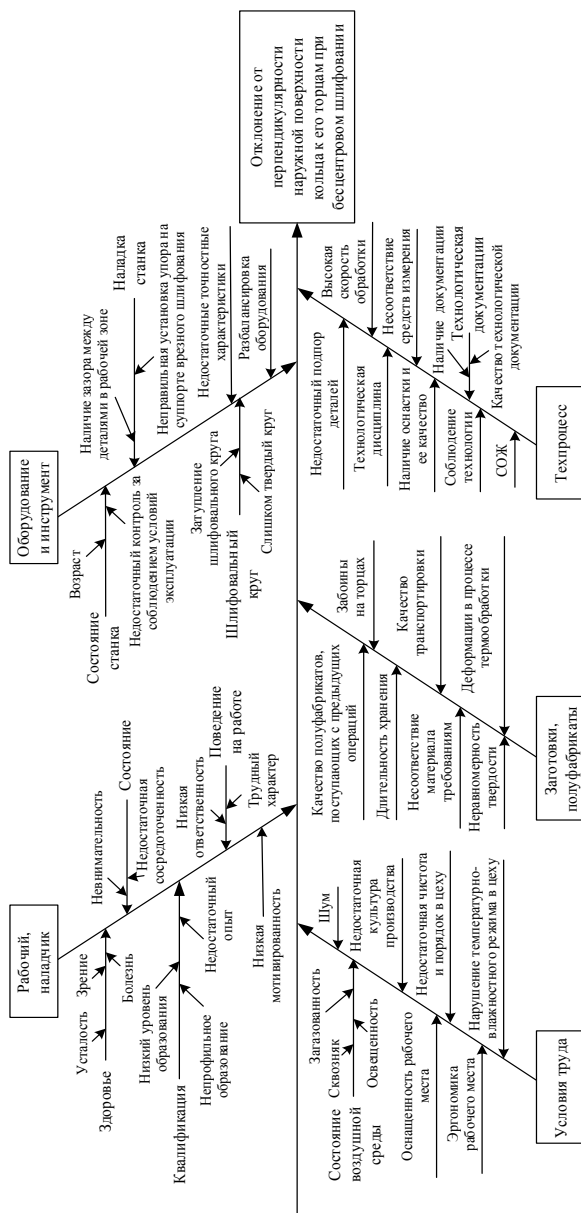 Рабочий,
наладчик
Усталость
Зрение
Здоровье
Болезнь
Невнимательность
Состояние
Недостаточная
сосредоточенность
Низкий уровень
образования
Квалификация
Непрофильное
образование
Недостаточный
опыт
Низкая
ответственность
Поведение
на работе
Трудный
характер
Низкая
мотивированность
Оборудование
и инструмент
Возраст
Состояние
станка
Недостаточный контроль за
соблюдением условий
эксплуатации
Наличие зазора между
деталями в рабочей зоне
Наладка
станка
Неправильная установка упора на
суппорте врезного шлифования
Затупление
шлифовального круга
Шлифовальный
круг
Слишком твердый круг
Недостаточные точностные
характеристики
Разбалансировка
оборудования
Отклонение от
перпендикулярности
наружной поверхности
кольца к его торцам при
бесцентровом шлифовании
Шум
Загазованность
Сквозняк
Состояние
воздушной
среды
Освещенность
Недостаточная
культура
производства
Оснащенность рабочего
места
Недостаточная чистота
и порядок в цеху
Эргономика
рабочего места
Нарушение температурно-
влажностного режима в цеху
Условия труда
Забоины
на торцах
Качество полуфабрикатов,
поступающих с предыдущих
операций
Длительность хранения
Качество
транспортировки
Несоответствие
материала
требованиям
Деформации в процессе
термообработки
Неравномерность
твердости
Заготовки,
полуфабрикаты
Высокая
скорость
обработки
Недостаточный подпор
деталей
Технологическая
дисциплина
Несоответствие
средств измерения
Наличие оснастки и
ее качество
Наличие документации
Технологическая
документации
Качество технологической
документации
Соблюдение
технологии
СОЖ
Техпроцесс